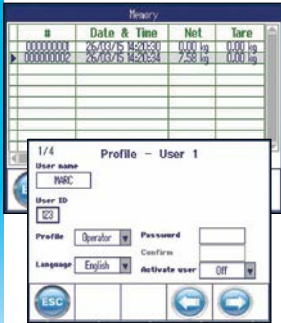 Memory
# Date & Time Net Tare
00000001 26/03/15 14:20:30 0.00 kg 0.00 kg
00000002 26/03/15 14:20:34 7.58 kg 0.00 kg
1/4 Profile - User 1
User name
MARC
User ID
123
Profile Operator Password
Confirm
Language English Activate user Off
ESC